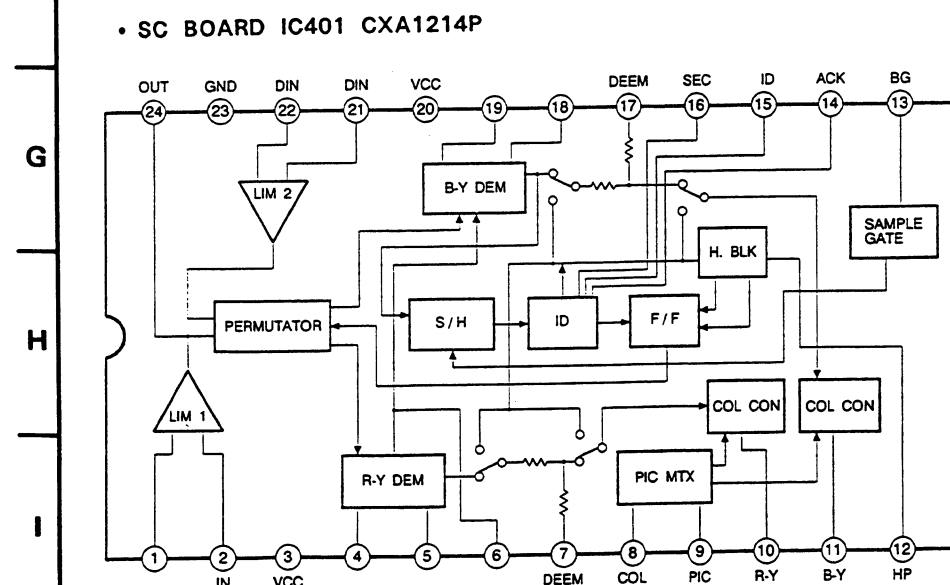 • SC BOARD IC401 CXA1214P
OUT GND DIN DIN VCC DEEM SEC ID ACK BG
24 23 22 21 20 19 18 17 16 15 14 13
G
LIM 2
B-Y DEM
SAMPLE
GATE
H. BLK
H
PERMUTATOR
S/H
ID
F/F
LIM 1
COL CON
COL CON
R-Y DEM
PIC MTX
I
1 2 3 4 5 6 7 8 9 10 11 12
IN VCC DEEM COL PIC R-Y B-Y HP